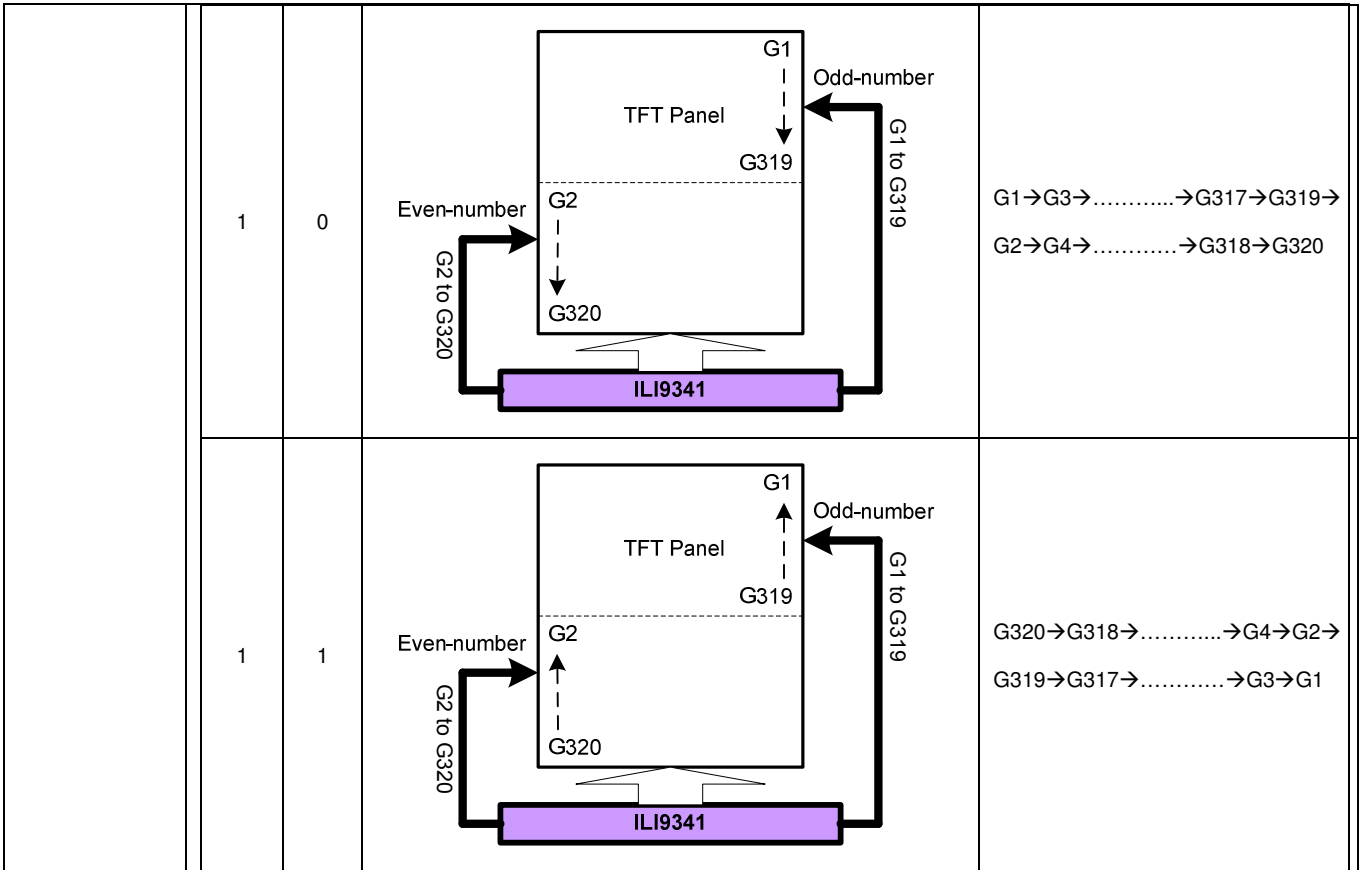 1
0
G1
Odd-number
TFT Panel
G1 to G319
G319
Even-number
G2
G2 to G320
G320
ILI9341
G1→G3→………...→G317→G319→
G2→G4→…………→G318→G320
1
1
G1
Odd-number
TFT Panel
G1 to G319
G319
Even-number
G2
G2 to G320
G320
ILI9341
G320→G318→………...→G4→G2→
G319→G317→…………→G3→G1